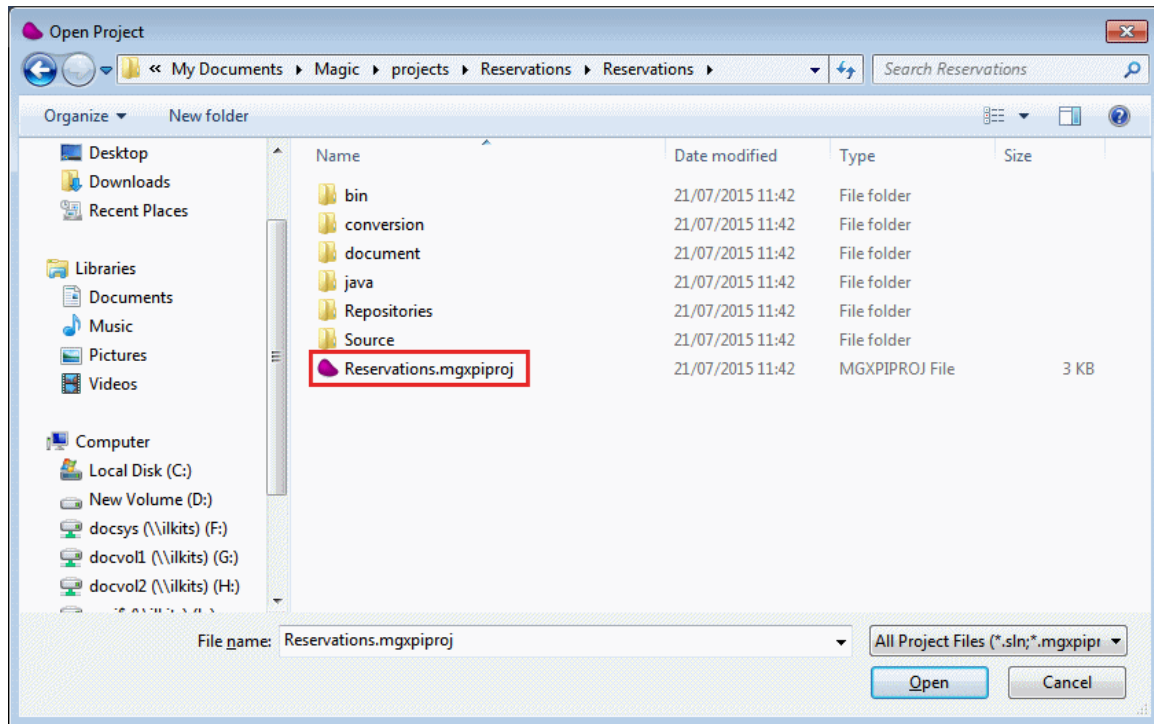 Open Project
« My Documents Magic projects Reservations Reservations
Search Reservations
Organize New folder
Desktop
Downloads
Recent Places
Libraries
Documents
Music
Pictures
Videos
Computer
Local Disk (C:)
New Volume (D:)
docsys (\\ilkits) (F:)
docvol1 (\\ilkits) (G:)
docvol2 (\\ilkits) (H:)
Name Date modified Type Size
bin 21/07/2015 11:42 File folder
conversion 21/07/2015 11:42 File folder
document 21/07/2015 11:42 File folder
java 21/07/2015 11:42 File folder
Repositories 21/07/2015 11:42 File folder
Source 21/07/2015 11:42 File folder
Reservations.mgxpiproj 21/07/2015 11:42 MGXPIPROJ File 3 KB
File name: Reservations.mgxpiproj
All Project Files (*.sln;*.mgxpipr
Open Cancel